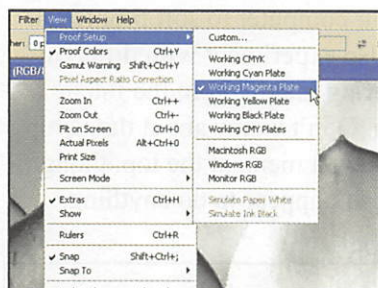 Filter View Window Help
Proof Setup
Proof Colors Ctrl+Y
Gamut Warning Shift+Ctrl+Y
Pixel Aspect Ratio Correction
Zoom In Ctrl++
Zoom Out Ctrl+-
Fit on Screen Ctrl+0
Actual Pixels Alt+Ctrl+0
Print Size
Screen Mode
Extras Ctrl+H
Show
Rulers Ctrl+R
Snap Shift+Ctrl+;
Snap To
Custom...
Working CMYK
Working Cyan Plate
Working Magenta Plate
Working Yellow Plate
Working Black Plate
Working CMY Plates
Macintosh RGB
Windows RGB
Monitor RGB
Simulate Paper White
Simulate Ink Black
(RGB/8